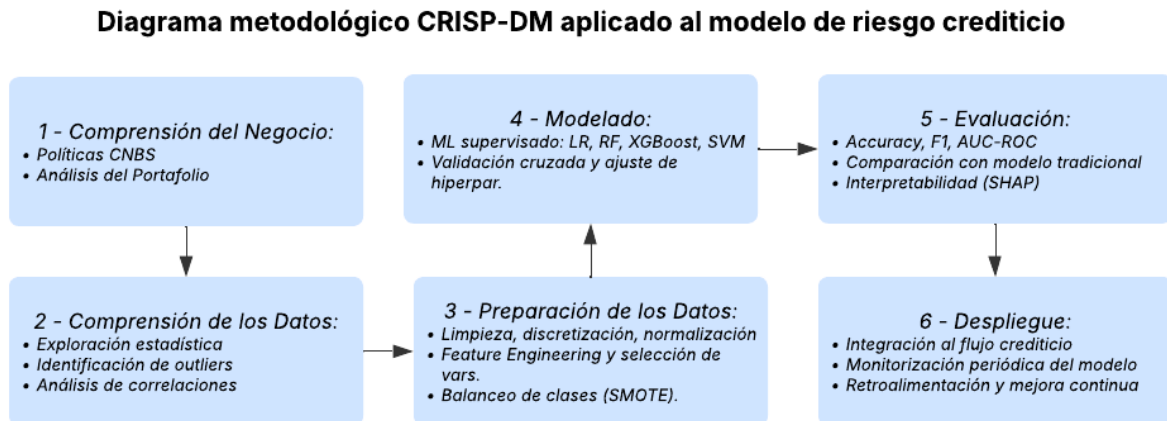 Diagrama metodológico CRISP-DM aplicado al modelo de riesgo crediticio
1 - Comprensión del Negocio:
• Políticas CNBS
• Análisis del Portafolio
2 - Comprensión de los Datos:
• Exploración estadística
• Identificación de outliers
• Análisis de correlaciones
3 - Preparación de los Datos:
• Limpieza, discretización, normalización
• Feature Engineering y selección de
vars.
• Balanceo de clases (SMOTE).
4 - Modelado:
• ML supervisado: LR, RF, XGBoost, SVM
• Validación cruzada y ajuste de
hiperpar.
5 - Evaluación:
• Accuracy, F1, AUC-ROC
• Comparación con modelo tradicional
• Interpretabilidad (SHAP)
6 - Despliegue:
• Integración al flujo crediticio
• Monitorización periódica del modelo
• Retroalimentación y mejora continua